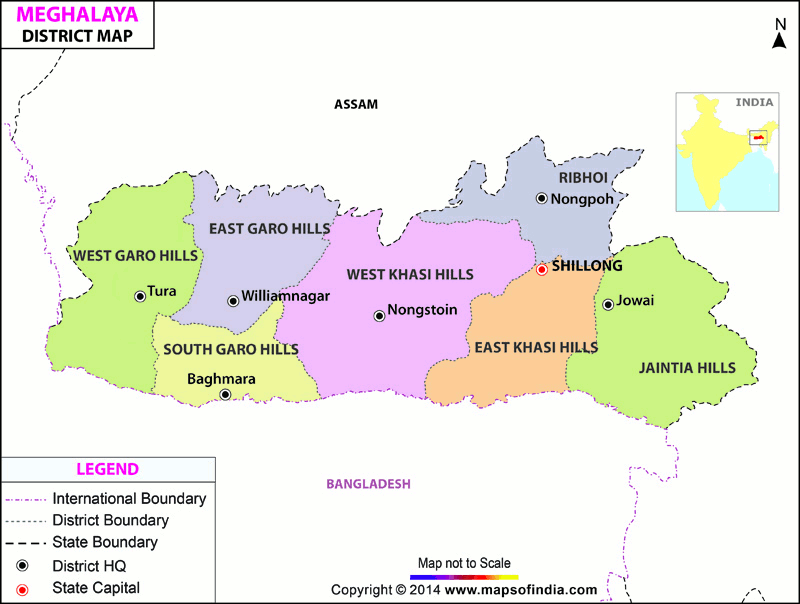 MEGHALAYA
DISTRICT MAP
N
ASSAM
INDIA
RIBHOI
Nongpoh
EAST GARO HILLS
WEST GARO HILLS
WEST KHASI HILLS
SHILLONG
Tura
Williamnagar
Nongstoin
Jowai
SOUTH GARO HILLS
EAST KHASI HILLS
JAINTIA HILLS
Baghmara
BANGLADESH
LEGEND
International Boundary
District Boundary
State Boundary
District HQ
State Capital
Map not to Scale
Copyright © 2014 www.mapsofindia.com